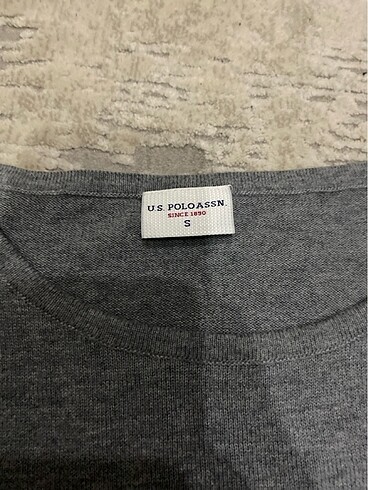 U.S. POLO ASSN.
SINCE 1890
S